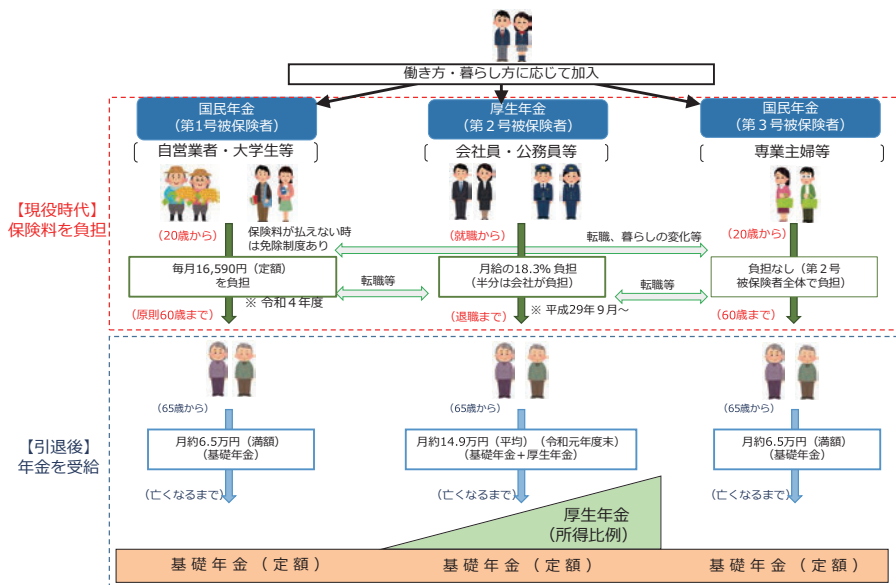 働き方・暮らし方に応じて加入
国民年金
（第1号被保険者）
厚生年金
（第２号被保険者）
国民年金
（第３号被保険者）
自営業者・大学生等
会社員・公務員等
専業主婦等
【現役時代】
保険料を負担
（20歳から）
保険料が払えない時
は免除制度あり
（就職から）
転職、暮らしの変化等
（20歳から）
毎月16,590円（定額）
を負担
転職等
月給の18.3% 負担
（半分は会社が負担）
転職等
負担なし（第２号
被保険者全体で負担）
※ 令和４年度
（原則60歳まで）
（退職まで）
※ 平成29年９月～
（60歳まで）
【引退後】
年金を受給
（65歳から）
（65歳から）
（65歳から）
月約6.5万円（満額）
（基礎年金）
月約14.9万円（平均）（令和元年度末）
（基礎年金＋厚生年金）
月約6.5万円（満額）
（基礎年金）
（亡くなるまで）
（亡くなるまで）
（亡くなるまで）
厚生年金
（所得比例）
基礎年金（定額）
基礎年金（定額）
基礎年金（定額）